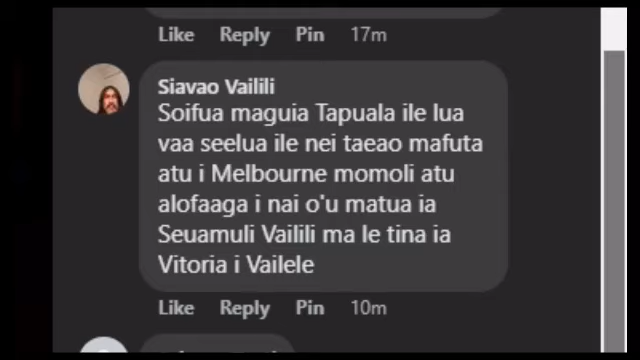 Like Reply Pin 17m
Siavao Vailili
Soifua maguia Tapuala ile lua
vaa seelua ile nei taeao mafuta
atu i Melbourne momoli atu
alofaaga i nai o'u matua ia
Seuamuli Vailili ma le tina ia
Vitoria i Vailele
Like Reply Pin 10m